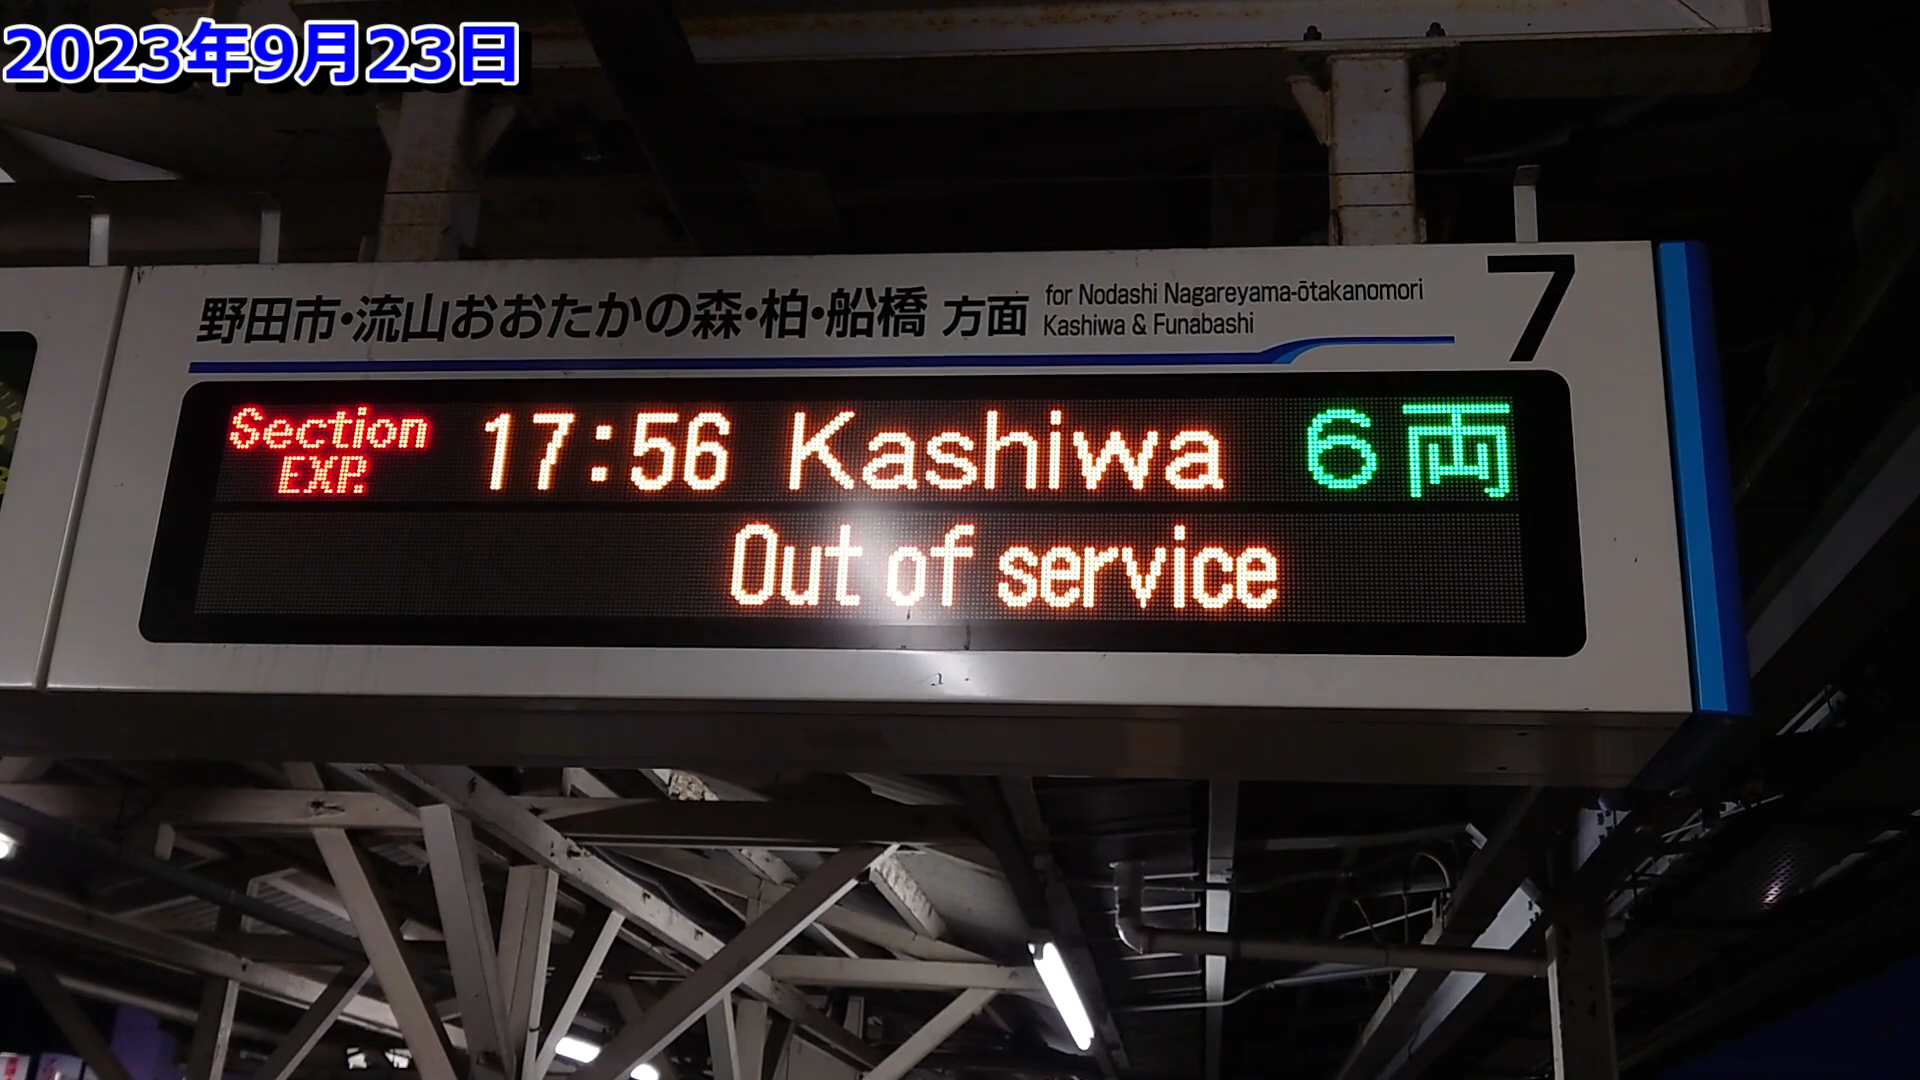 2023年9月23日
野田市・流山おおたかの森・柏・船橋 方面
for Nodashi Nagareyama-ōtakanomori
Kashiwa & Funabashi
7
Section
EXP.
17:56 Kashiwa 6両
Out of service